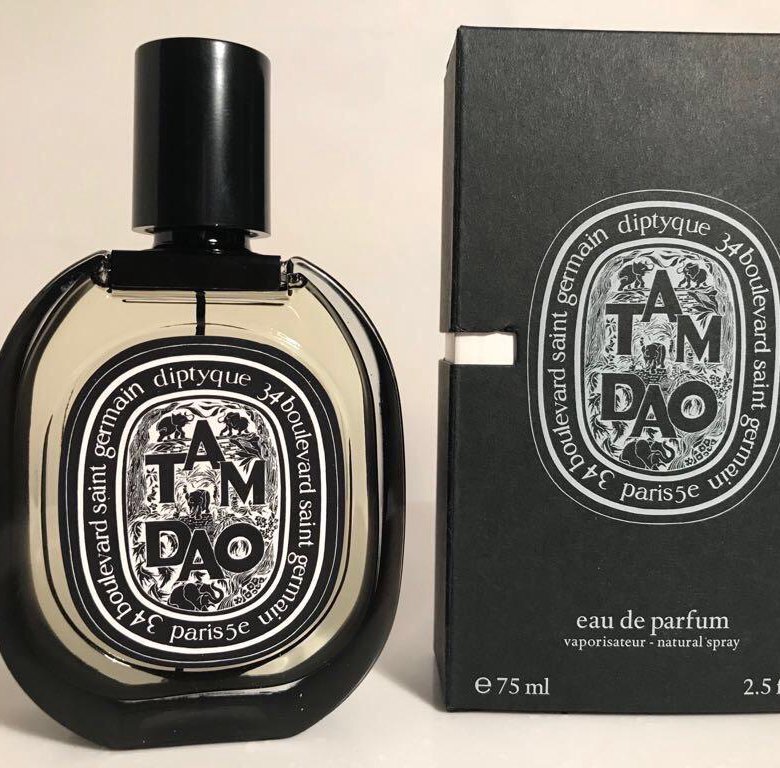 diptyque
34 boulevard saint germain
TAM
DAO
34 boulevard saint germain
paris 5e
diptyque
34 boulevard saint germain
TAM
DAO
34 boulevard saint germain
paris 5e
eau de parfum
vaporisateur - natural spray
e 75 ml
2.5